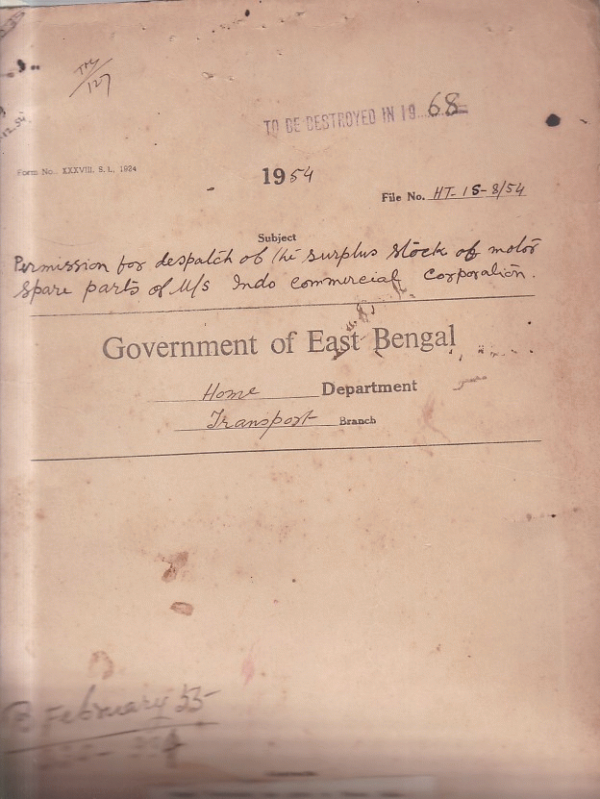 127
TO BE DESTROYED IN 19 68
Form No. XXXVIII. S. L. 1924
1954
File No. HT-15-8/54
Subject
Permission for despatch of the surplus stock of motor
spare parts of M/s Indo commercial Corporation.
Government of East Bengal
Home Department
Transport Branch
B February 55